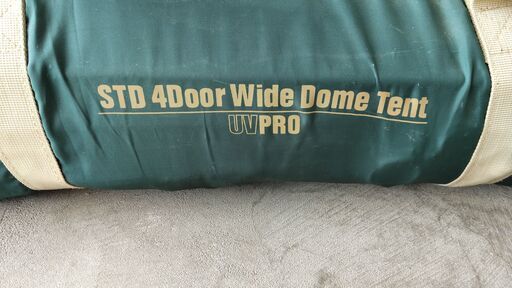 STD 4Door Wide Dome Tent
UVPRO